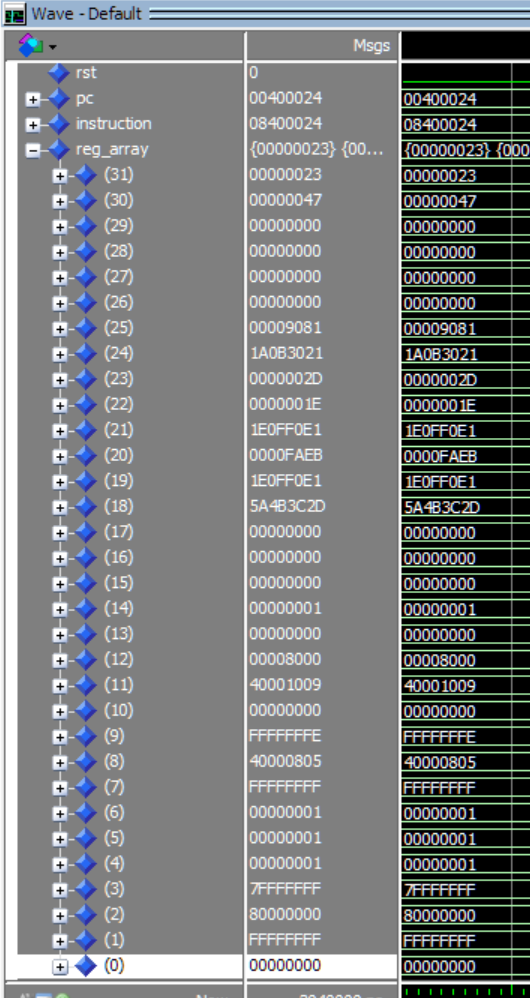 Wave - Default
Msgs
rst 0
pc 00400024 00400024
instruction 08400024 08400024
reg_array {00000023} {00... {00000023} {000
(31) 00000023 00000023
(30) 00000047 00000047
(29) 00000000 00000000
(28) 00000000 00000000
(27) 00000000 00000000
(26) 00000000 00000000
(25) 00009081 00009081
(24) 1A0B3021 1A0B3021
(23) 0000002D 0000002D
(22) 0000001E 0000001E
(21) 1E0FF0E1 1E0FF0E1
(20) 0000FAEB 0000FAEB
(19) 1E0FF0E1 1E0FF0E1
(18) 5A4B3C2D 5A4B3C2D
(17) 00000000 00000000
(16) 00000000 00000000
(15) 00000000 00000000
(14) 00000001 00000001
(13) 00000000 00000000
(12) 00008000 00008000
(11) 40001009 40001009
(10) 00000000 00000000
(9) FFFFFFFE FFFFFFFE
(8) 40000805 40000805
(7) FFFFFFFF FFFFFFFF
(6) 00000001 00000001
(5) 00000001 00000001
(4) 00000001 00000001
(3) 7FFFFFFF 7FFFFFFF
(2) 80000000 80000000
(1) FFFFFFFF FFFFFFFF
(0) 00000000 00000000